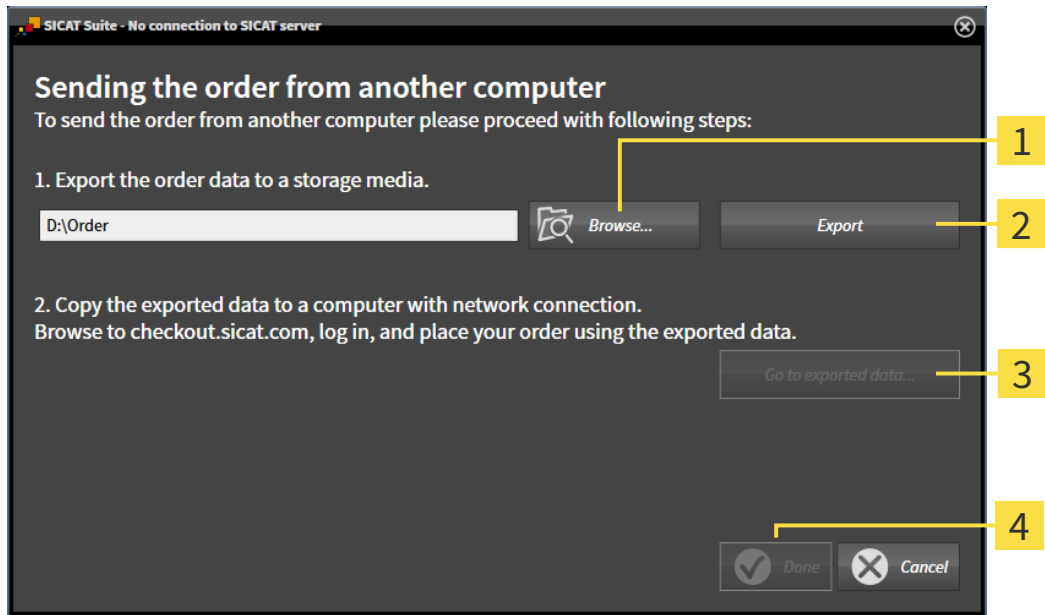 SICAT Suite - No connection to SICAT server
Sending the order from another computer
To send the order from another computer please proceed with following steps:
1
1. Export the order data to a storage media.
D:\Order
Browse...
Export
2
2. Copy the exported data to a computer with network connection.
Browse to checkout.sicat.com, log in, and place your order using the exported data.
Go to exported data...
3
4
Done
Cancel